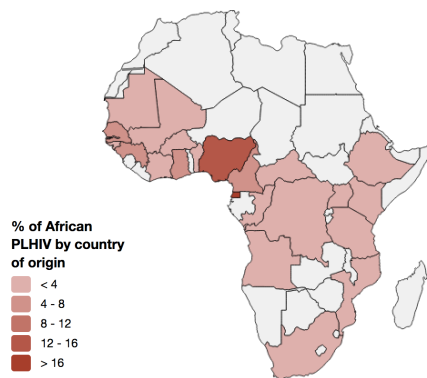 % of African
PLHIV by country
of origin
< 4
4 - 8
8 - 12
12 - 16
> 16